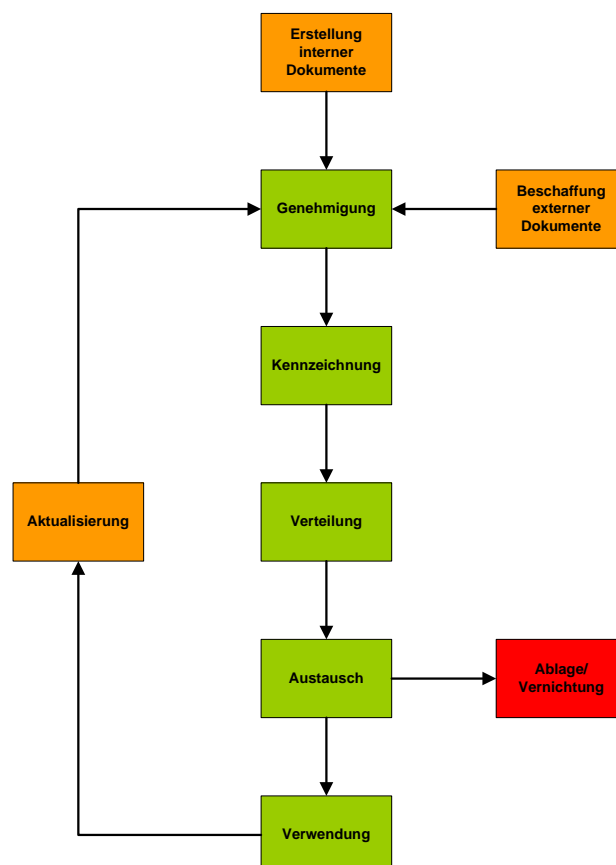 Erstellung
interner
Dokumente
Genehmigung
Beschaffung
externer
Dokumente
Kennzeichnung
Aktualisierung
Verteilung
Austausch
Ablage/
Vernichtung
Verwendung